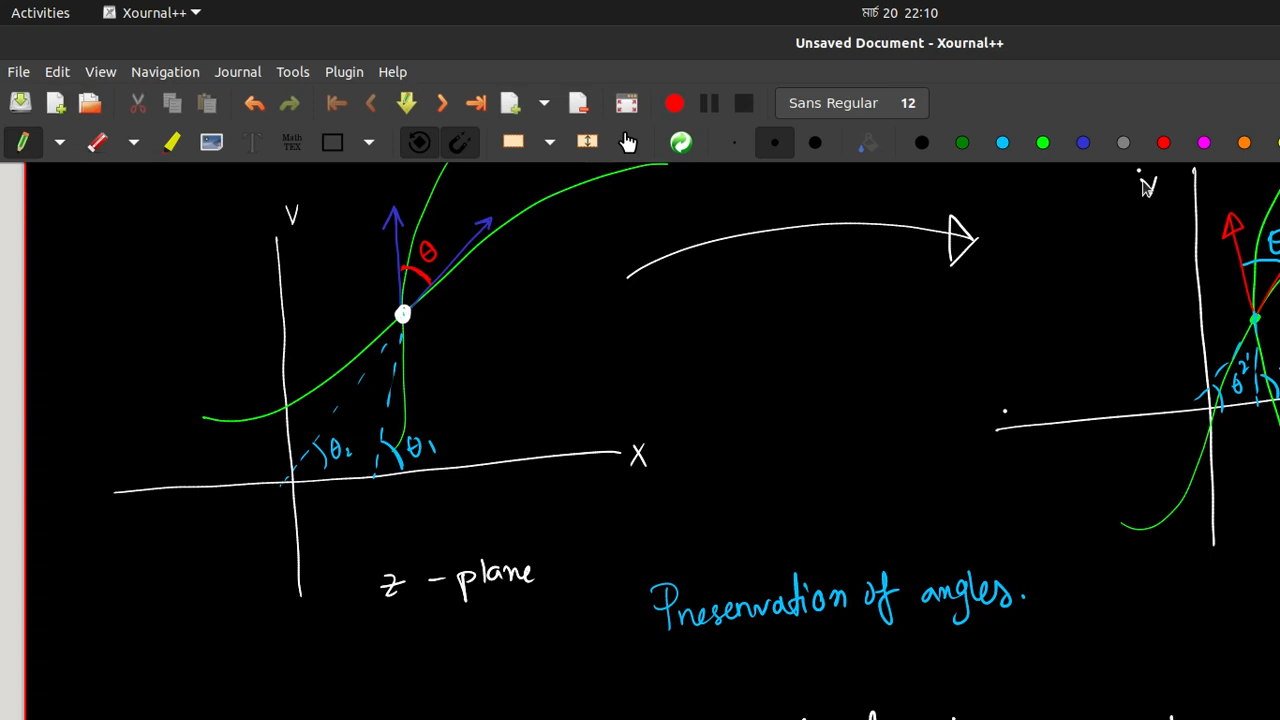 Activities Xournal++ মার্চ 20 22:10
Unsaved Document - Xournal++
File Edit View Navigation Journal Tools Plugin Help
Sans Regular 12
T Math TEX
V
V
θ
θ
θ2'
θ2 θ1
X
z - plane
Preservation of angles.